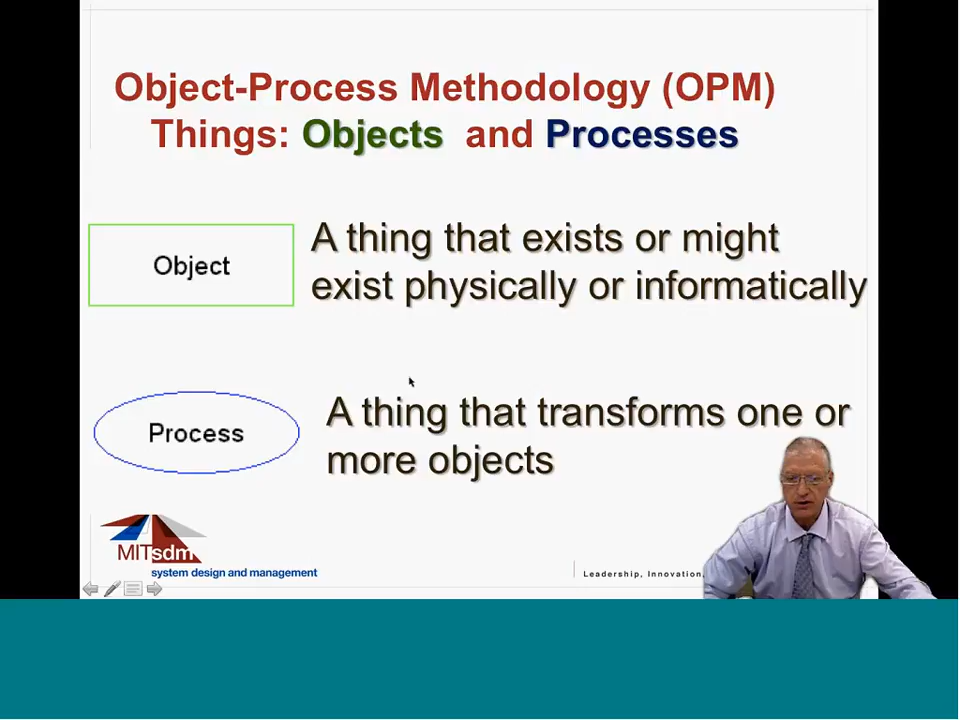 Object-Process Methodology (OPM)
Things: Objects and Processes
Object
A thing that exists or might
exist physically or informatically
Process
A thing that transforms one or
more objects
MITsdm
system design and management
Leadership, Innovation,